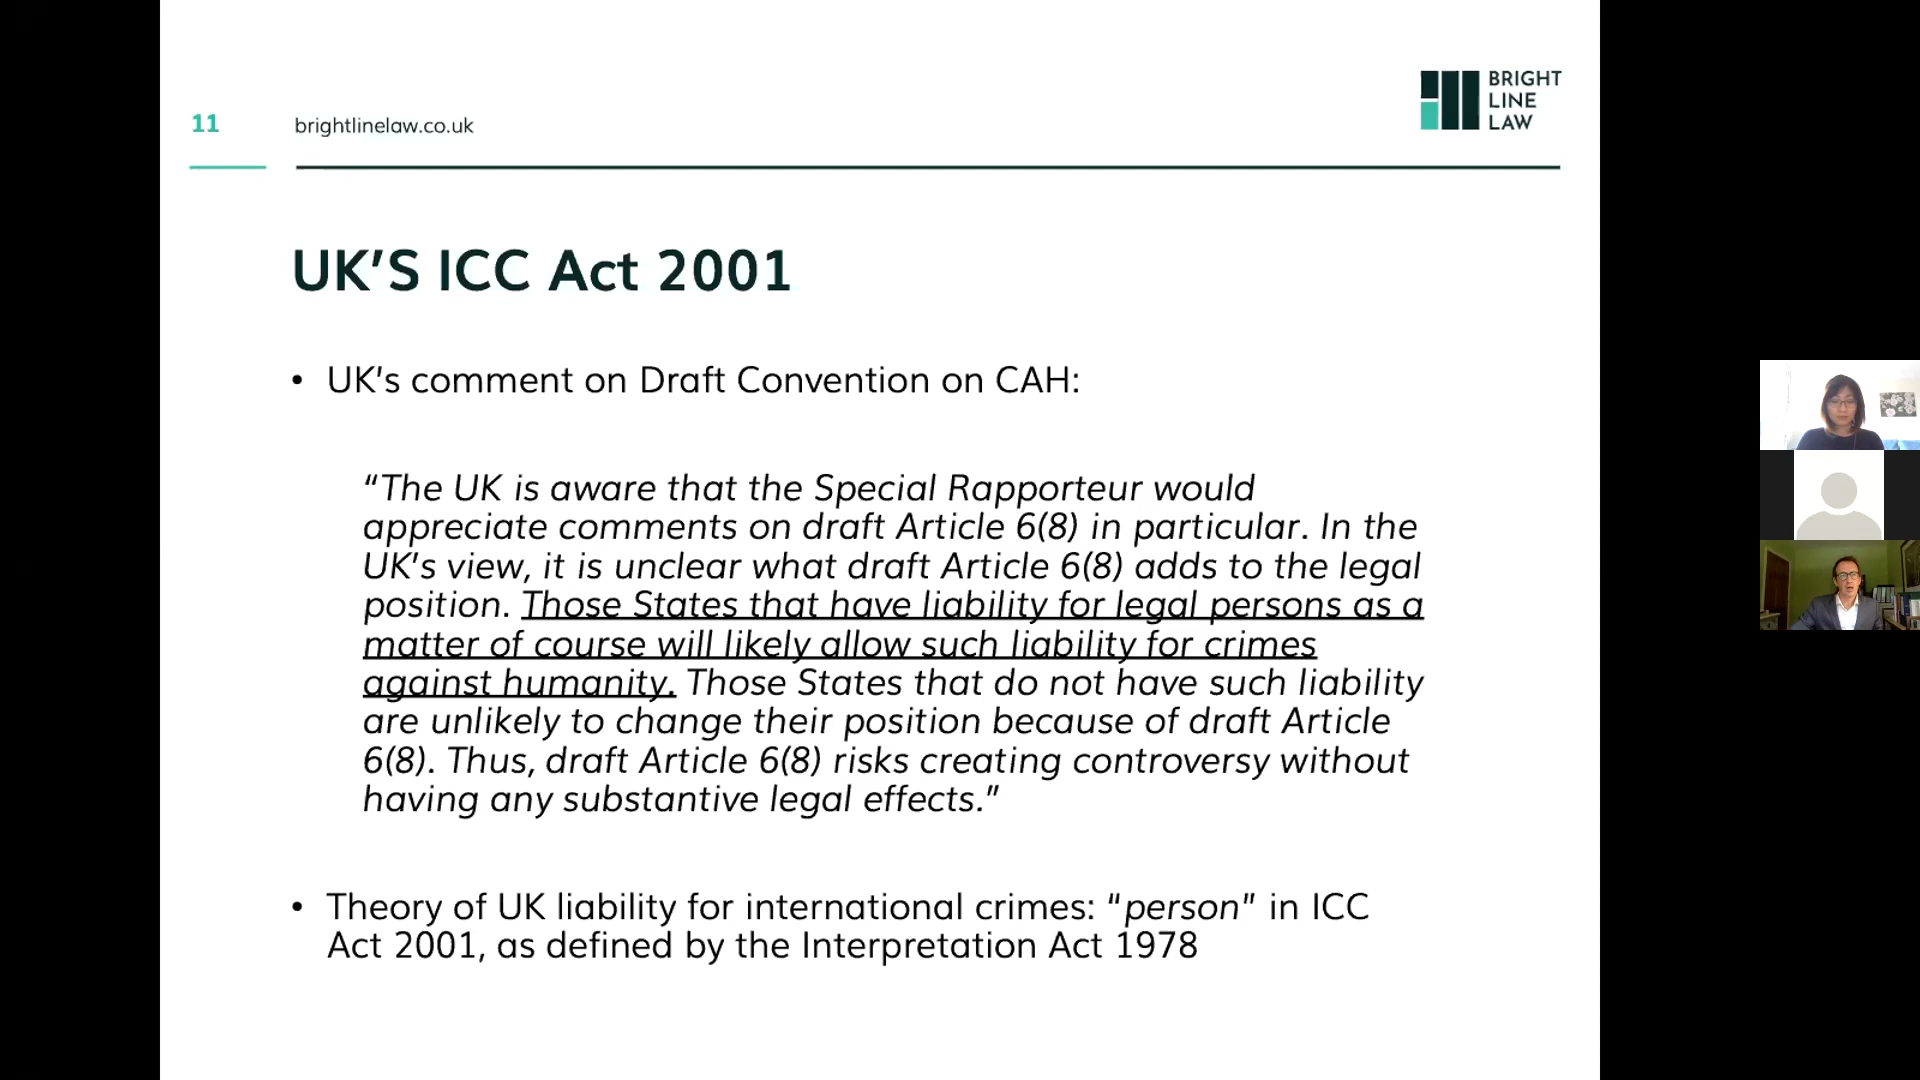 11
brightlinelaw.co.uk
BRIGHT
LINE
LAW
UK’S ICC Act 2001
• UK’s comment on Draft Convention on CAH:
“The UK is aware that the Special Rapporteur would
appreciate comments on draft Article 6(8) in particular. In the
UK’s view, it is unclear what draft Article 6(8) adds to the legal
position. Those States that have liability for legal persons as a
matter of course will likely allow such liability for crimes
against humanity. Those States that do not have such liability
are unlikely to change their position because of draft Article
6(8). Thus, draft Article 6(8) risks creating controversy without
having any substantive legal effects.”
• Theory of UK liability for international crimes: “person” in ICC
Act 2001, as defined by the Interpretation Act 1978